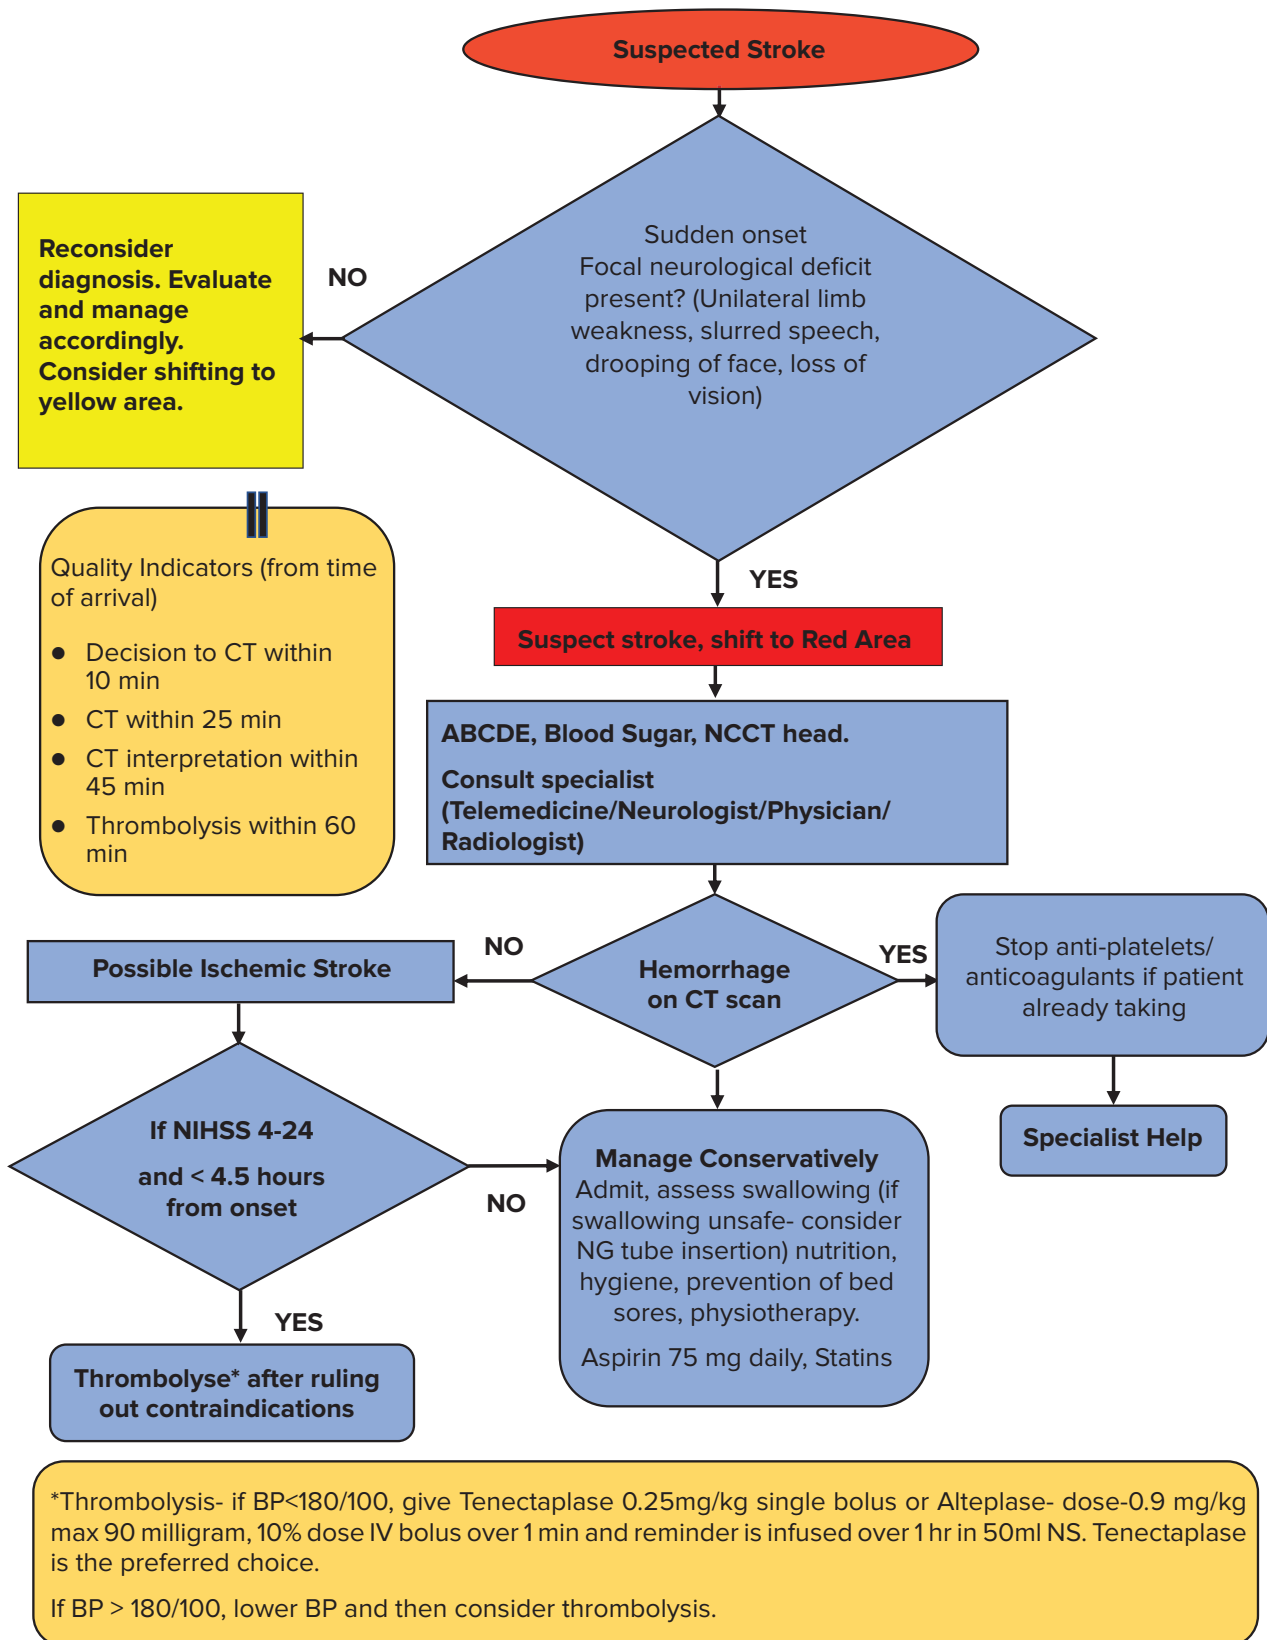 Suspected Stroke
Sudden onset
Focal neurological deficit
present? (Unilateral limb
weakness, slurred speech,
drooping of face, loss of
vision)
NO
Reconsider
diagnosis. Evaluate
and manage
accordingly.
Consider shifting to
yellow area.
Quality Indicators (from time
of arrival)
● Decision to CT within
10 min
● CT within 25 min
● CT interpretation within
45 min
● Thrombolysis within 60
min
YES
Suspect stroke, shift to Red Area
ABCDE, Blood Sugar, NCCT head.
Consult specialist
(Telemedicine/Neurologist/Physician/
Radiologist)
Hemorrhage
on CT scan
YES
Stop anti-platelets/
anticoagulants if patient
already taking
Specialist Help
NO
Possible Ischemic Stroke
If NIHSS 4-24
and < 4.5 hours
from onset
NO
Manage Conservatively
Admit, assess swallowing (if
swallowing unsafe- consider
NG tube insertion) nutrition,
hygiene, prevention of bed
sores, physiotherapy.
Aspirin 75 mg daily, Statins
YES
Thrombolyse* after ruling
out contraindications
*Thrombolysis- if BP<180/100, give Tenectaplase 0.25mg/kg single bolus or Alteplase- dose-0.9 mg/kg
max 90 milligram, 10% dose IV bolus over 1 min and reminder is infused over 1 hr in 50ml NS. Tenectaplase
is the preferred choice.
If BP > 180/100, lower BP and then consider thrombolysis.